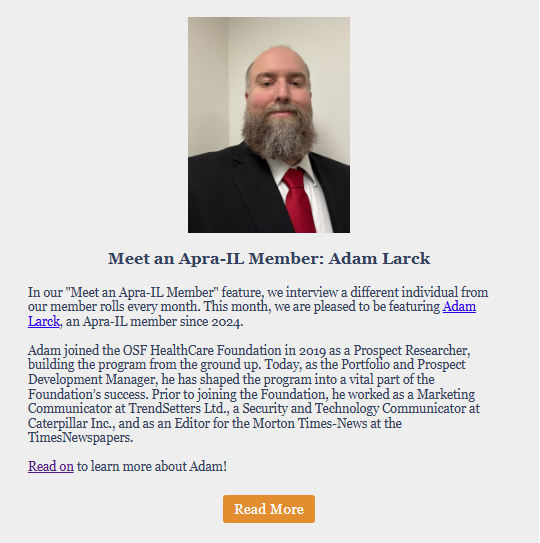 Meet an Apra-IL Member: Adam Larck
In our "Meet an Apra-IL Member" feature, we interview a different individual from
our member rolls every month. This month, we are pleased to be featuring Adam
Larck, an Apra-IL member since 2024.
Adam joined the OSF HealthCare Foundation in 2019 as a Prospect Researcher,
building the program from the ground up. Today, as the Portfolio and Prospect
Development Manager, he has shaped the program into a vital part of the
Foundation’s success. Prior to joining the Foundation, he worked as a Marketing
Communicator at TrendSetters Ltd., a Security and Technology Communicator at
Caterpillar Inc., and as an Editor for the Morton Times-News at the
TimesNewspapers.
Read on to learn more about Adam!
Read More